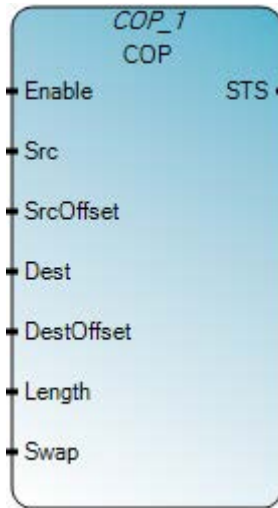 COP_1
COP
Enable STS
Src
SrcOffset
Dest
DestOffset
Length
Swap